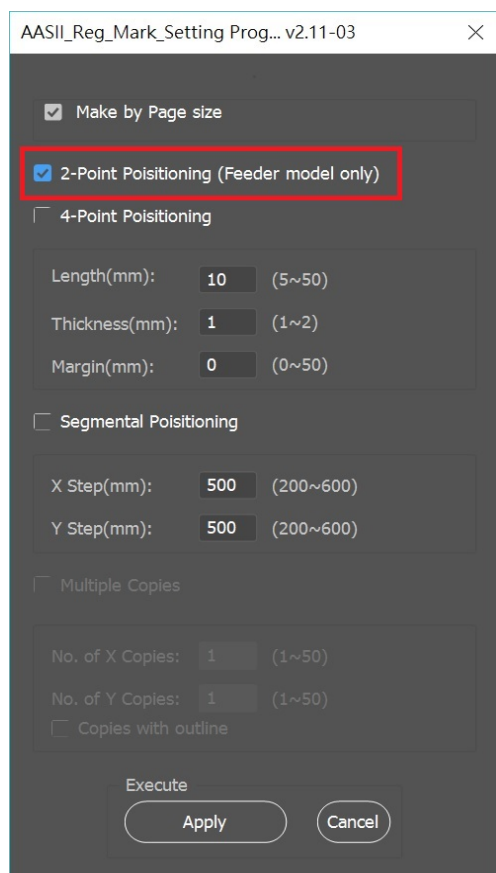 AASII_Reg_Mark_Setting Prog... v2.11-03
Make by Page size
2-Point Poisitioning (Feeder model only)
4-Point Poisitioning
Length(mm): 10 (5~50)
Thickness(mm): 1 (1~2)
Margin(mm): 0 (0~50)
Segmental Poisitioning
X Step(mm): 500 (200~600)
Y Step(mm): 500 (200~600)
Multiple Copies
No. of X Copies: 1 (1~50)
No. of Y Copies: 1 (1~50)
Copies with outline
Execute
Apply Cancel